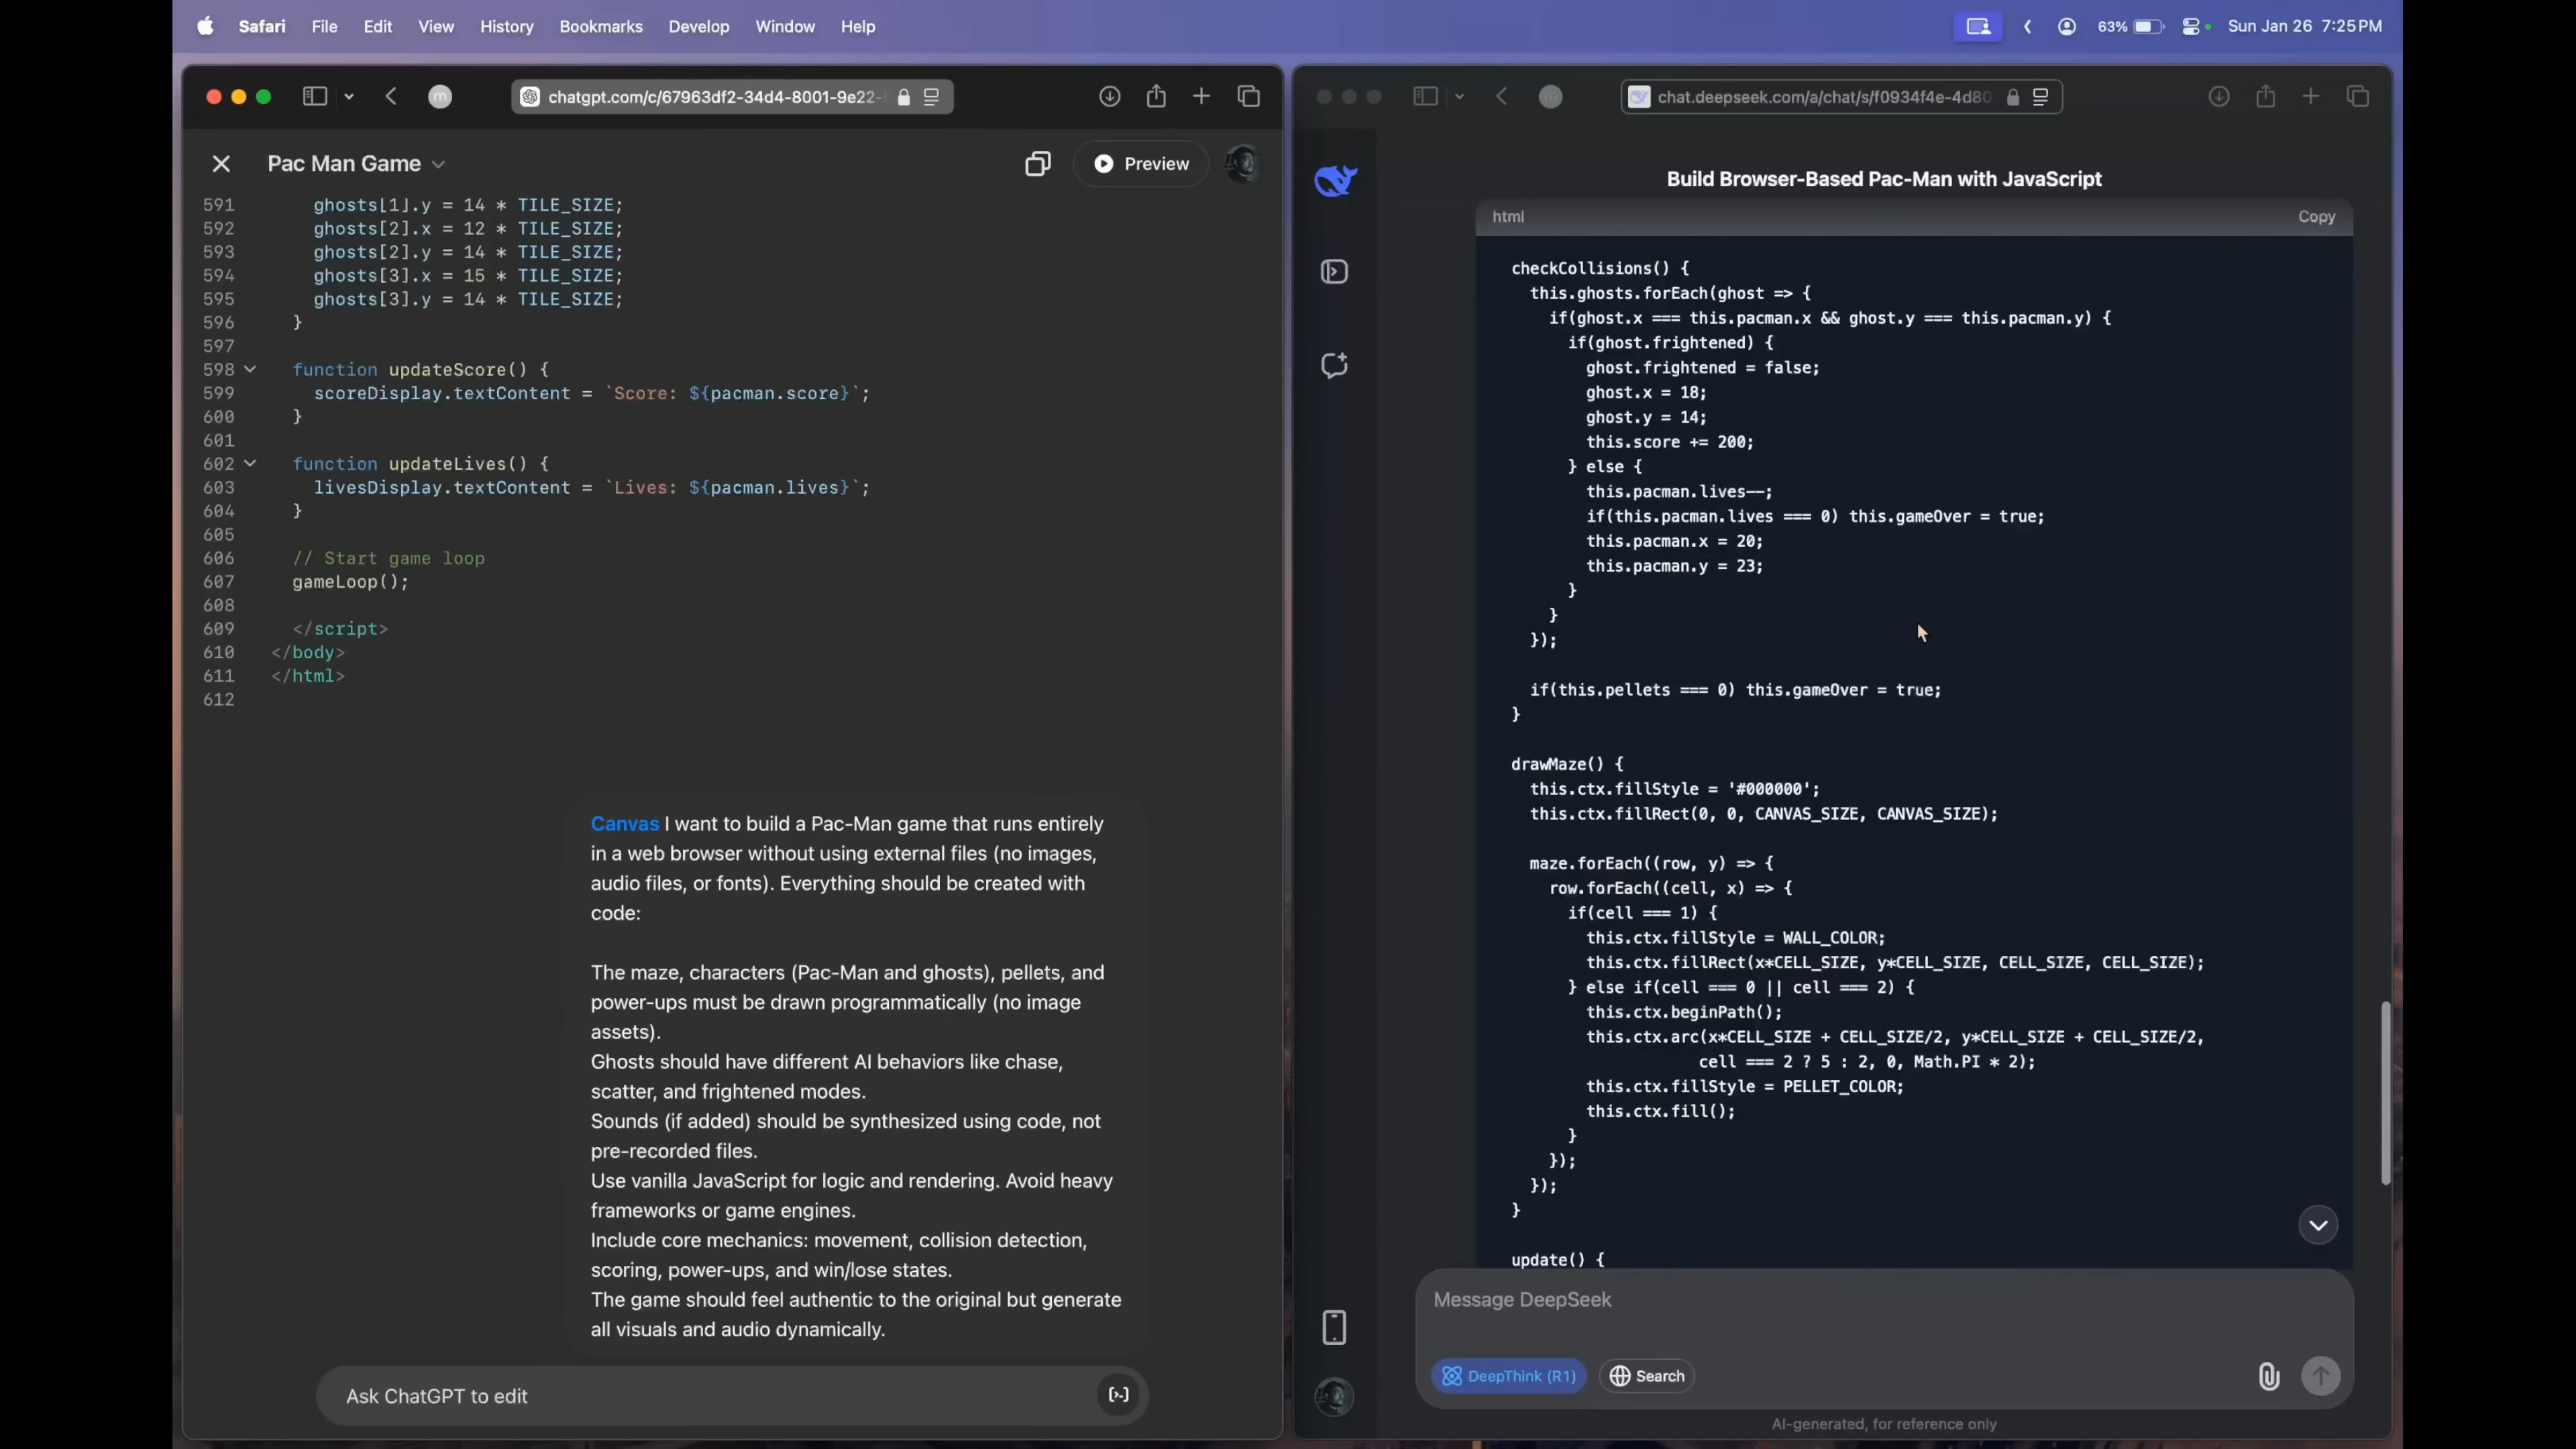 Safari File Edit View History Bookmarks Develop Window Help
63% Sun Jan 26 7:25 PM
m chatgpt.com/c/67963df2-34d4-8001-9e22-
Pac Man Game
Preview
591 ghosts[1].y = 14 * TILE_SIZE;
592 ghosts[2].x = 12 * TILE_SIZE;
593 ghosts[2].y = 14 * TILE_SIZE;
594 ghosts[3].x = 15 * TILE_SIZE;
595 ghosts[3].y = 14 * TILE_SIZE;
596 }
597
598 function updateScore() {
599 scoreDisplay.textContent = `Score: ${pacman.score}`;
600 }
601
602 function updateLives() {
603 livesDisplay.textContent = `Lives: ${pacman.lives}`;
604 }
605
606 // Start game loop
607 gameLoop();
608
609 </script>
610 </body>
611 </html>
612
Canvas I want to build a Pac-Man game that runs entirely
in a web browser without using external files (no images,
audio files, or fonts). Everything should be created with
code:
The maze, characters (Pac-Man and ghosts), pellets, and
power-ups must be drawn programmatically (no image
assets).
Ghosts should have different AI behaviors like chase,
scatter, and frightened modes.
Sounds (if added) should be synthesized using code, not
pre-recorded files.
Use vanilla JavaScript for logic and rendering. Avoid heavy
frameworks or game engines.
Include core mechanics: movement, collision detection,
scoring, power-ups, and win/lose states.
The game should feel authentic to the original but generate
all visuals and audio dynamically.
Ask ChatGPT to edit
chat.deepseek.com/a/chat/s/f0934f4e-4d80
Build Browser-Based Pac-Man with JavaScript
html
Copy
checkCollisions() {
this.ghosts.forEach(ghost => {
if(ghost.x === this.pacman.x && ghost.y === this.pacman.y) {
if(ghost.frightened) {
ghost.frightened = false;
ghost.x = 18;
ghost.y = 14;
this.score += 200;
} else {
this.pacman.lives--;
if(this.pacman.lives === 0) this.gameOver = true;
this.pacman.x = 20;
this.pacman.y = 23;
}
}
});
if(this.pellets === 0) this.gameOver = true;
}
drawMaze() {
this.ctx.fillStyle = '#000000';
this.ctx.fillRect(0, 0, CANVAS_SIZE, CANVAS_SIZE);
maze.forEach((row, y) => {
row.forEach((cell, x) => {
if(cell === 1) {
this.ctx.fillStyle = WALL_COLOR;
this.ctx.fillRect(x*CELL_SIZE, y*CELL_SIZE, CELL_SIZE, CELL_SIZE);
} else if(cell === 0 || cell === 2) {
this.ctx.beginPath();
this.ctx.arc(x*CELL_SIZE + CELL_SIZE/2, y*CELL_SIZE + CELL_SIZE/2,
cell === 2 ? 5 : 2, 0, Math.PI * 2);
this.ctx.fillStyle = PELLET_COLOR;
this.ctx.fill();
}
});
});
}
update() {
Message DeepSeek
DeepThink (R1)
Search
AI-generated, for reference only